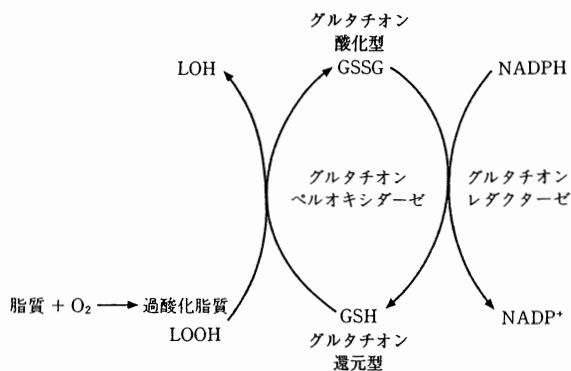 グルタチオン
酸化型
LOH
GSSG
NADPH
グルタチオン
ペルオキシダーゼ
グルタチオン
レダクターゼ
脂質 + O₂
過酸化脂質
LOOH
GSH
グルタチオン
還元型
NADP⁺